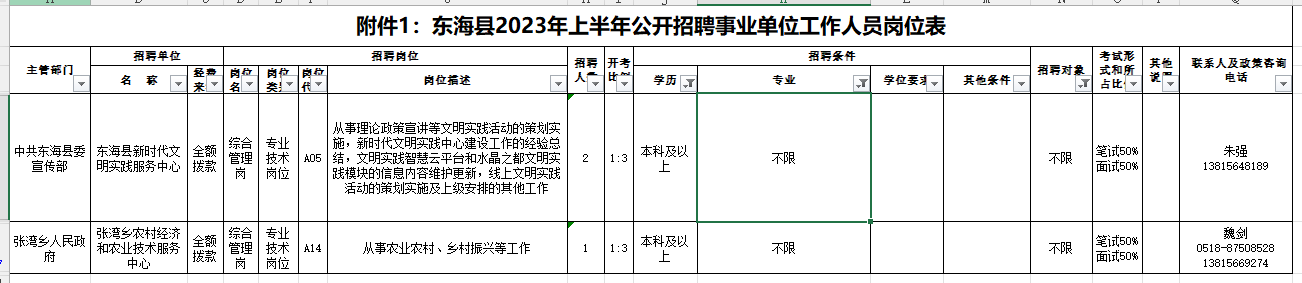 附件1：东海县2023年上半年公开招聘事业单位工作人员岗位表
主管部门
招聘单位
招聘岗位
招聘
人数
开考
比例
招聘条件
招聘对象
考试形
式和所
占比
其他
说明
联系人及政策咨询
电话
名 称
经费
来
岗位
名
岗位
类
岗位
代
岗位描述
学历
专业
学位要求
其他条件
中共东海县委
宣传部
东海县新时代文
明实践服务中心
全额
拨款
综合
管理
岗
专业
技术
岗位
A05
从事理论政策宣讲等文明实践活动的策划实
施，新时代文明实践中心建设工作的经验总
结，文明实践智慧云平台和水晶之都文明实
践模块的信息内容维护更新，线上文明实践
活动的策划实施及上级安排的其他工作
2
1:3
本科及以
上
不限
不限
笔试50%
面试50%
朱强
13815648189
张湾乡人民政
府
张湾乡农村经济
和农业技术服务
中心
全额
拨款
综合
管理
岗
专业
技术
岗位
A14
从事农业农村、乡村振兴等工作
1
1:3
本科及以
上
不限
不限
笔试50%
面试50%
魏剑
0518-87508528
13815669274